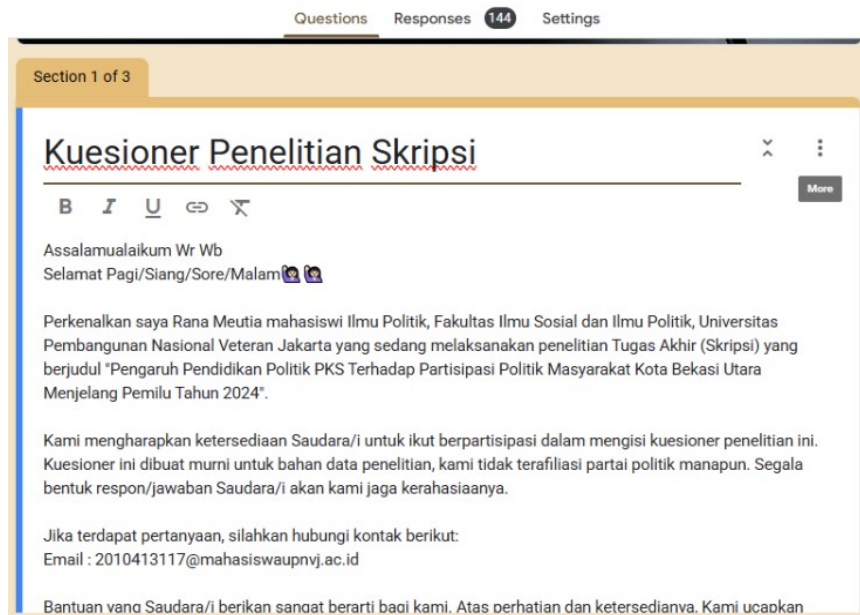 Questions Responses 144 Settings
Section 1 of 3
Kuesioner Penelitian Skripsi
More
B I U
Assalamualaikum Wr Wb
Selamat Pagi/Siang/Sore/Malam🙋🏻‍♀️🙋🏻‍♀️
Perkenalkan saya Rana Meutia mahasiswi Ilmu Politik, Fakultas Ilmu Sosial dan Ilmu Politik, Universitas
Pembangunan Nasional Veteran Jakarta yang sedang melaksanakan penelitian Tugas Akhir (Skripsi) yang
berjudul "Pengaruh Pendidikan Politik PKS Terhadap Partisipasi Politik Masyarakat Kota Bekasi Utara
Menjelang Pemilu Tahun 2024".
Kami mengharapkan ketersediaan Saudara/i untuk ikut berpartisipasi dalam mengisi kuesioner penelitian ini.
Kuesioner ini dibuat murni untuk bahan data penelitian, kami tidak terafiliasi partai politik manapun. Segala
bentuk respon/jawaban Saudara/i akan kami jaga kerahasiaanya.
Jika terdapat pertanyaan, silahkan hubungi kontak berikut:
Email : 2010413117@mahasiswaupnvj.ac.id
Bantuan yang Saudara/i berikan sangat berarti bagi kami. Atas perhatian dan ketersedianya. Kami ucapkan